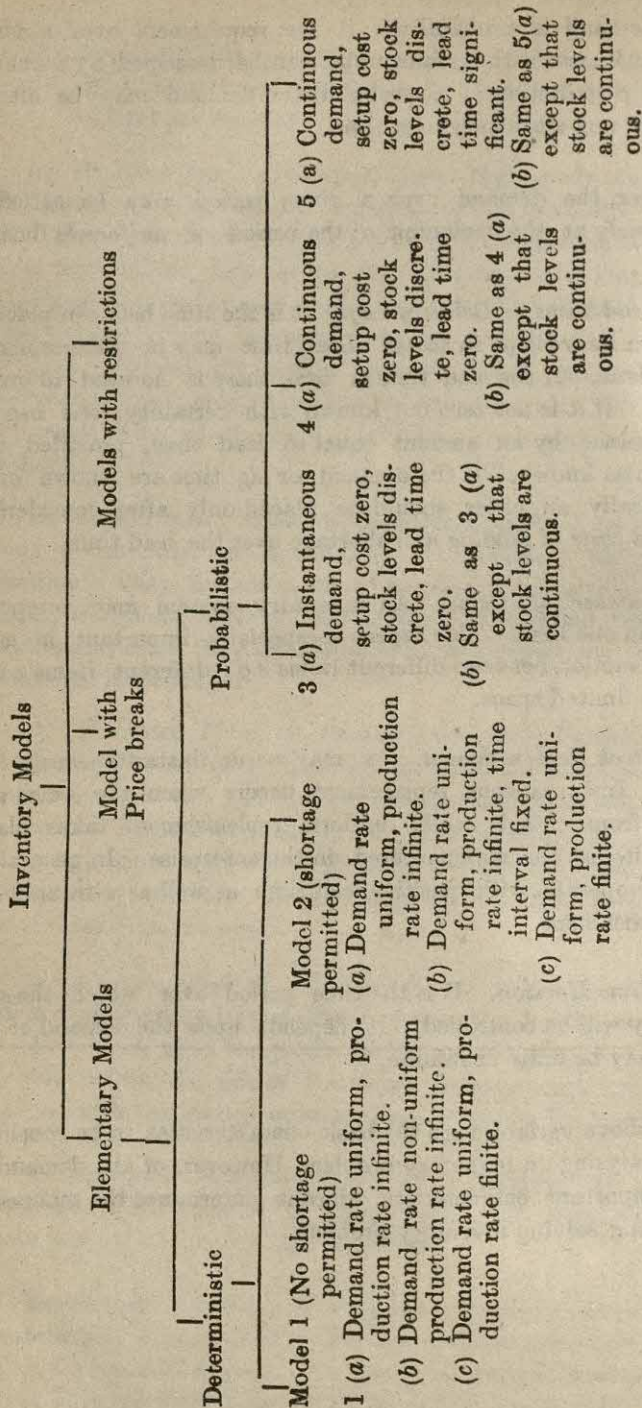 Inventory Models
Elementary Models
Model with
Price breaks
Models with restrictions
Deterministic
Probabilistic
Model 1 (No shortage
permitted)
1 (a) Demand rate uniform, pro-
duction rate infinite.
(b) Demand rate non-uniform
production rate infinite.
(c) Demand rate uniform, pro-
duction rate finite.
Model 2 (shortage
permitted)
(a) Demand rate
uniform, production
rate infinite.
(b) Demand rate uni-
form, production
rate infinite, time
interval fixed.
(c) Demand rate uni-
form, production
rate finite.
3 (a) Instantaneous
demand,
setup cost zero,
stock levels dis-
crete, lead time
zero.
(b) Same as 3 (a)
except that
stock levels are
continuous.
4 (a) Continuous
demand,
setup cost
zero, stock
levels discre-
te, lead time
zero.
(b) Same as 4 (a)
except that
stock levels
are continu-
ous.
5 (a) Continuous
demand,
setup cost
zero, stock
levels dis-
crete, lead
time signi-
ficant.
(b) Same as 5(a)
except that
stock levels
are continu-
ous.